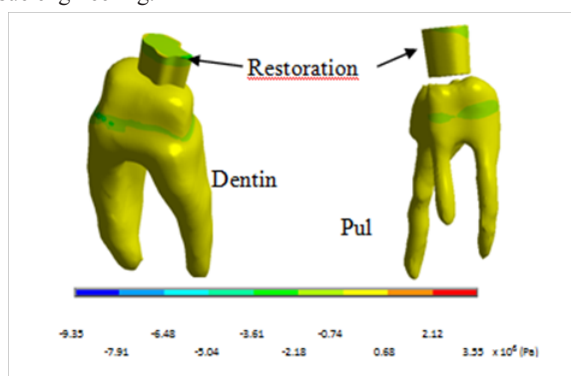 Restoration
Dentin
Pul
-9.35 -6.48 -3.61 -0.74 2.12
-7.91 -5.04 -2.18 0.68 3.55 x10⁶ (Pa)